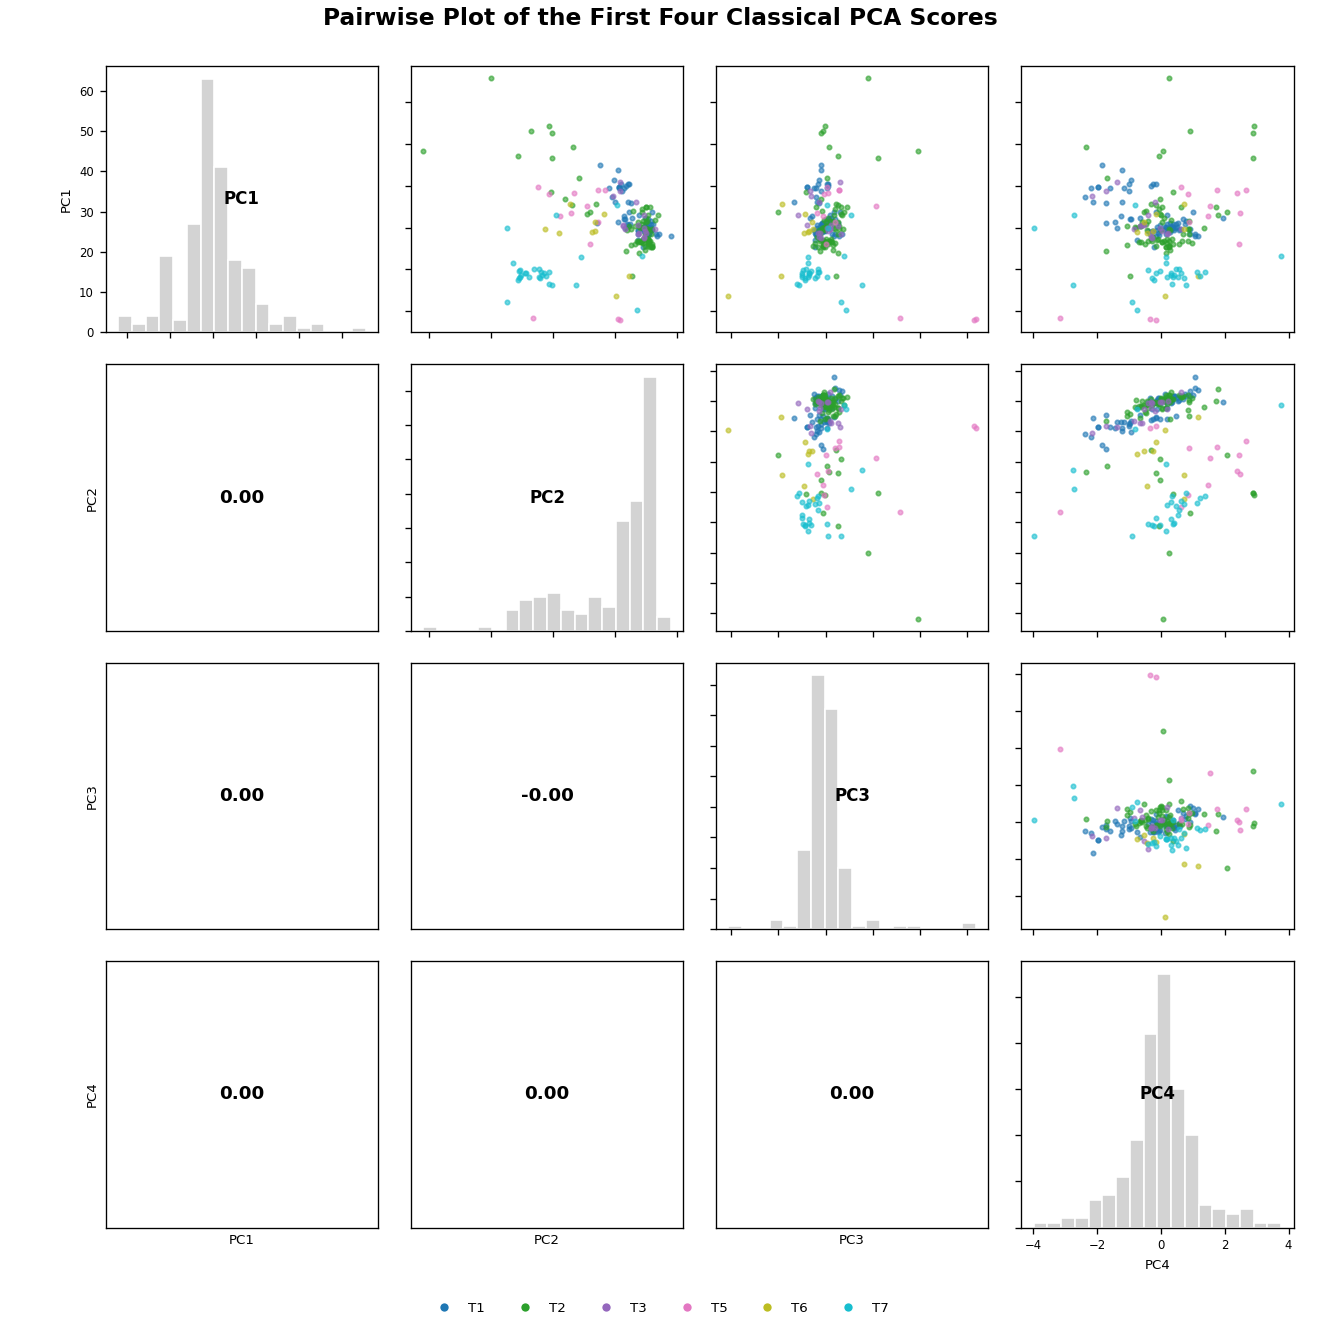 Pairwise Plot of the First Four Classical PCA Scores
60
50
40
30
20
10
0
PC1
PC1
PC2
0.00
PC2
PC3
0.00
-0.00
PC3
PC4
0.00
0.00
0.00
PC4
−4 −2 0 2 4
PC1 PC2 PC3 PC4
T1 T2 T3 T5 T6 T7